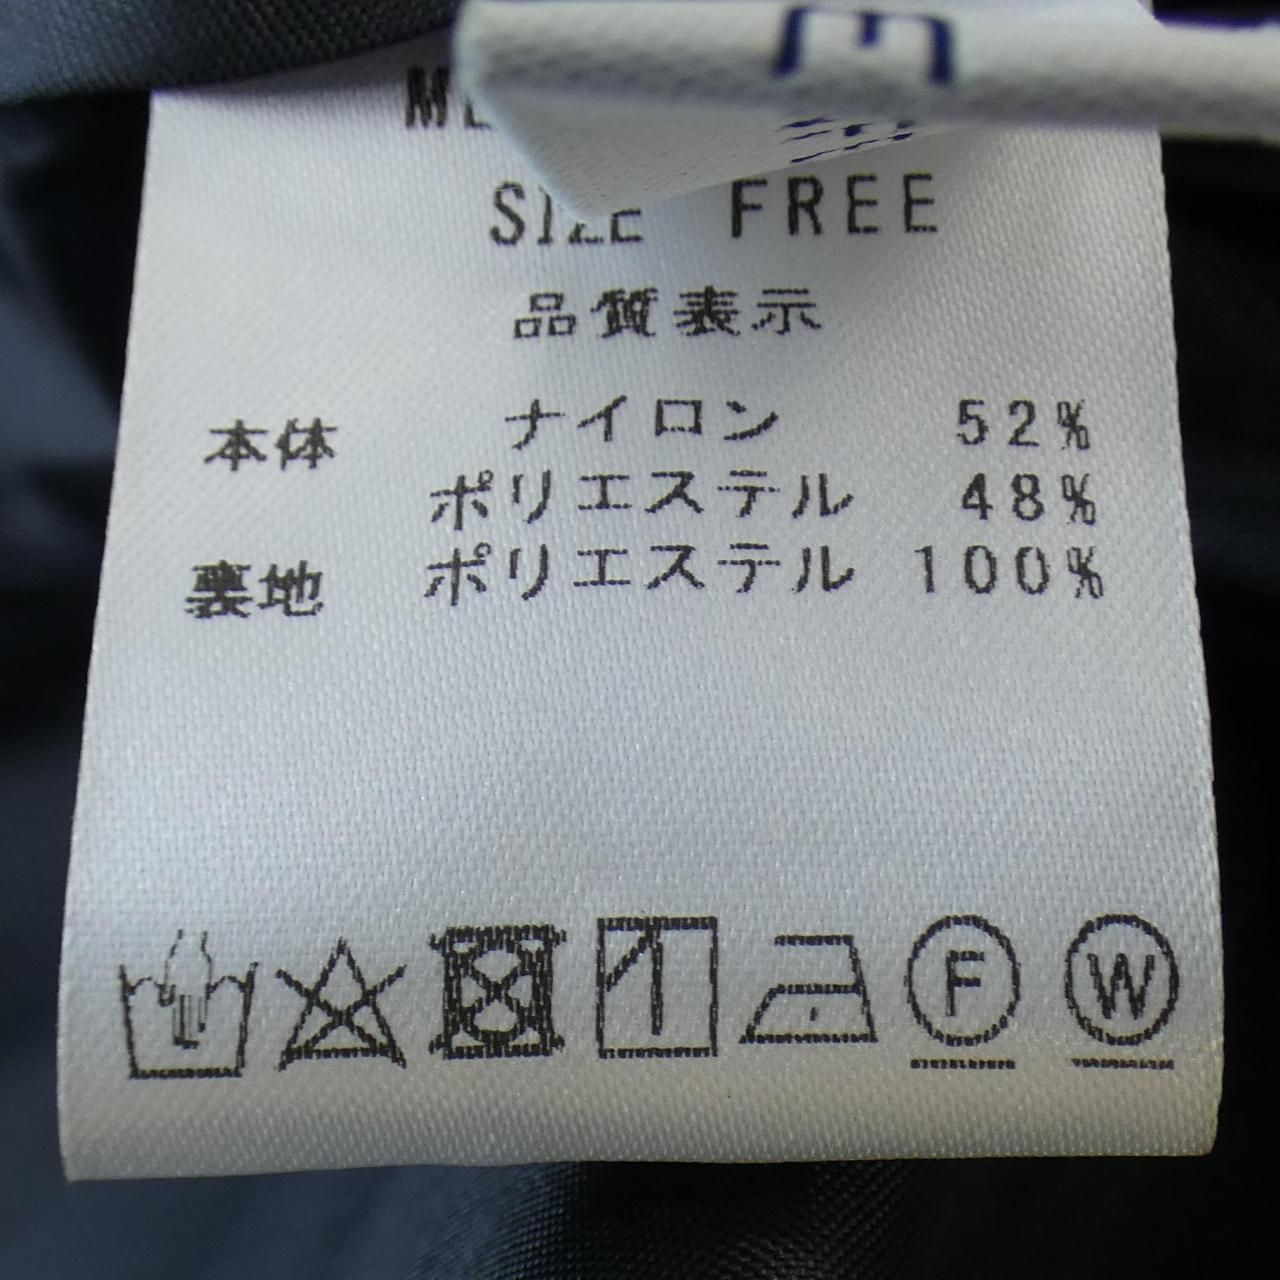 SIZE FREE
品質表示
本体 ナイロン 52%
ポリエステル 48%
裏地 ポリエステル 100%
F W